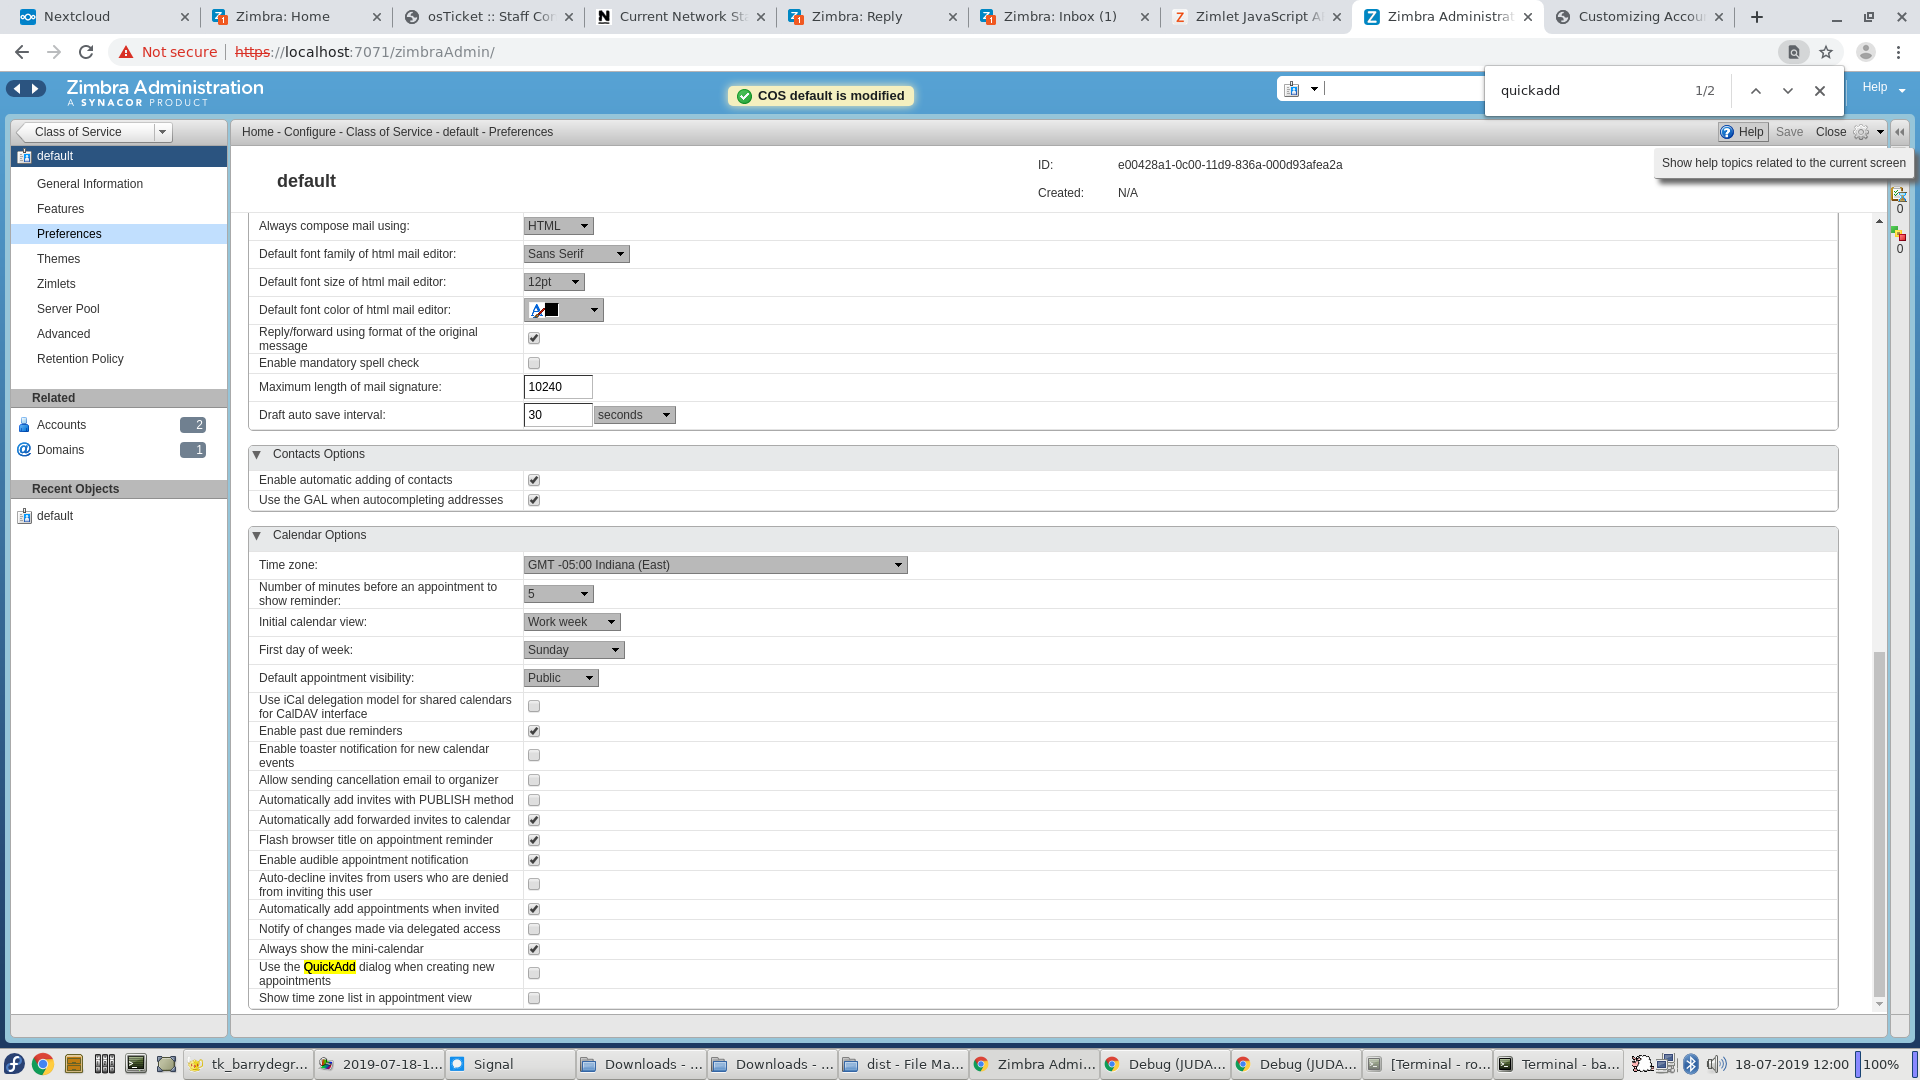 Nextcloud
Zimbra: Home
osTicket :: Staff Con
Current Network St
Zimbra: Reply
Zimbra: Inbox (1)
Zimlet JavaScript A
Zimbra Administra
Customizing Accou
Not secure
https://localhost:7071/zimbraAdmin/
quickadd
1/2
Zimbra Administration
A SYNACOR PRODUCT
COS default is modified
Help
Class of Service
Home - Configure - Class of Service - default - Preferences
Help
Save
Close
Show help topics related to the current screen
default
General Information
Features
Preferences
Themes
Zimlets
Server Pool
Advanced
Retention Policy
Related
Accounts
2
Domains
1
Recent Objects
default
default
ID:
e00428a1-0c00-11d9-836a-000d93afea2a
Created:
N/A
0
0
Always compose mail using:
HTML
Default font family of html mail editor:
Sans Serif
Default font size of html mail editor:
12pt
Default font color of html mail editor:
Reply/forward using format of the original
message
Enable mandatory spell check
Maximum length of mail signature:
10240
Draft auto save interval:
30
seconds
Contacts Options
Enable automatic adding of contacts
Use the GAL when autocompleting addresses
Calendar Options
Time zone:
GMT -05:00 Indiana (East)
Number of minutes before an appointment to
show reminder:
5
Initial calendar view:
Work week
First day of week:
Sunday
Default appointment visibility:
Public
Use iCal delegation model for shared calendars
for CalDAV interface
Enable past due reminders
Enable toaster notification for new calendar
events
Allow sending cancellation email to organizer
Automatically add invites with PUBLISH method
Automatically add forwarded invites to calendar
Flash browser title on appointment reminder
Enable audible appointment notification
Auto-decline invites from users who are denied
from inviting this user
Automatically add appointments when invited
Notify of changes made via delegated access
Always show the mini-calendar
Use the QuickAdd dialog when creating new
appointments
Show time zone list in appointment view
tk_barrydegr...
2019-07-18-1...
Signal
Downloads - ...
Downloads - ...
dist - File Ma...
Zimbra Admi...
Debug (JUDA...
Debug (JUDA...
[Terminal - ro...
Terminal - ba...
18-07-2019 12:00
100%